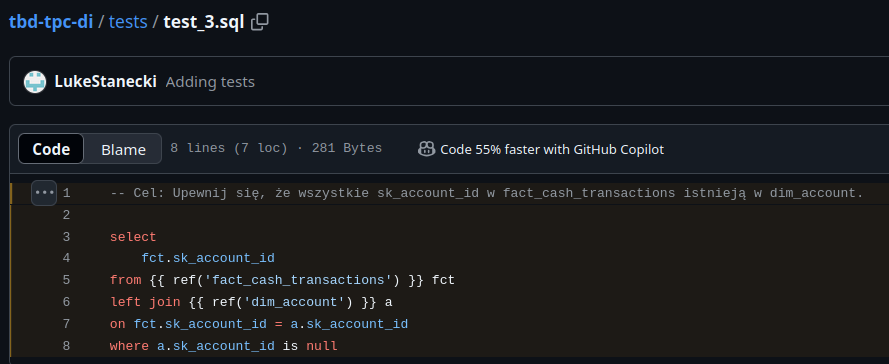 tbd-tpc-di / tests / test_3.sql
LukeStanecki Adding tests
Code Blame 8 lines (7 loc) · 281 Bytes Code 55% faster with GitHub Copilot
1 -- Cel: Upewnij się, że wszystkie sk_account_id w fact_cash_transactions istnieją w dim_account.
2
3 select
4 fct.sk_account_id
5 from {{ ref('fact_cash_transactions') }} fct
6 left join {{ ref('dim_account') }} a
7 on fct.sk_account_id = a.sk_account_id
8 where a.sk_account_id is null